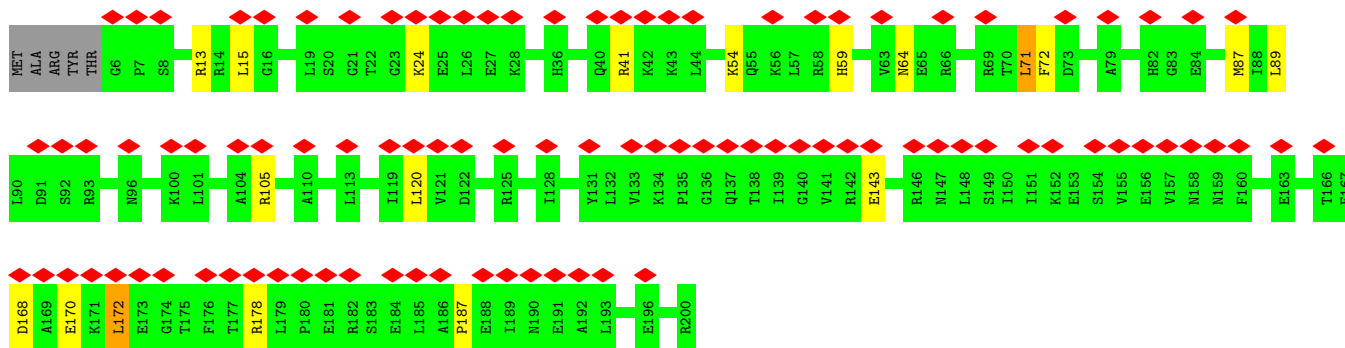 MET ALA ARG TYR THR G6 P7 S8 R13 R14 L15 G16 L19 S20 G21 T22 G23 K24 E25 L26 E27 K28 H36 Q40 R41 K42 K43 L44 K54 Q55 K56 L57 R58 H59 V63 N64 E65 R66 R69 T70 L71 F72 D73 A79 H82 G83 E84 M87 I88 L89
L90 D91 S92 R93 N96 K100 L101 A104 R105 A110 L113 I119 L120 V121 D122 R125 I128 Y131 L132 V133 K134 P135 G136 Q137 T138 I139 G140 V141 R142 E143 R146 N147 L148 S149 I150 I151 K152 E153 S154 V155 E156 V157 N158 N159 F160 E163 T166
D168 A169 E170 K171 L172 E173 G174 T175 F176 T177 R178 L179 P180 E181 R182 S183 E184 L185 A186 P187 E188 I189 N190 E191 A192 L193 E196 R200